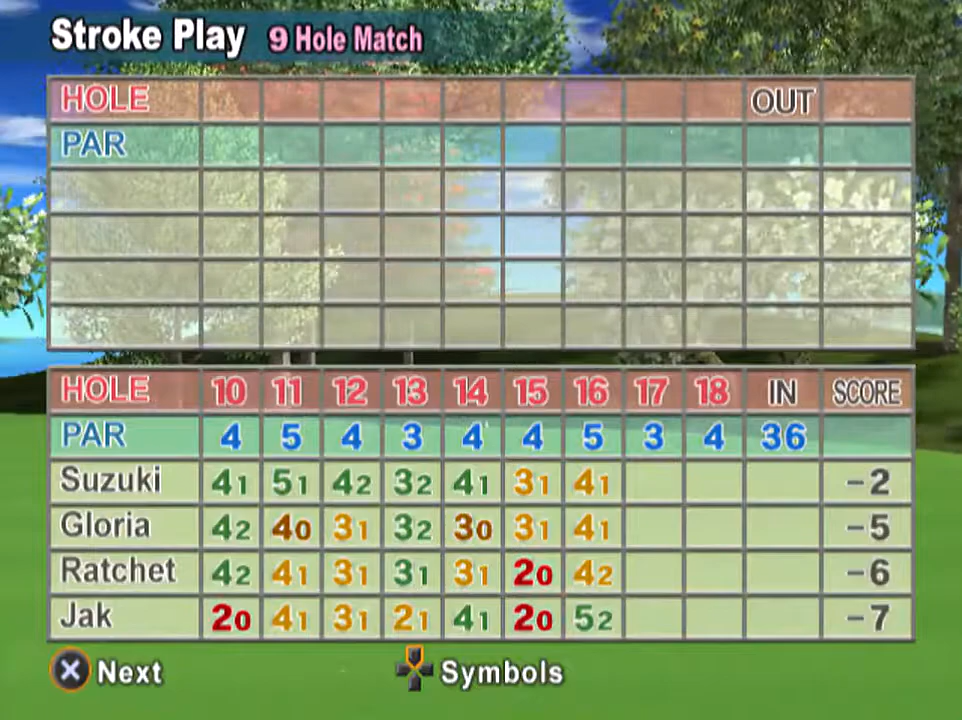 Stroke Play 9 Hole Match
HOLE OUT
PAR
HOLE 10 11 12 13 14 15 16 17 18 IN SCORE
PAR 4 5 4 3 4 4 5 3 4 36
Suzuki 41 51 42 32 41 31 41 -2
Gloria 42 40 31 32 30 31 41 -5
Ratchet 42 41 31 31 31 20 42 -6
Jak 20 41 31 21 41 20 52 -7
X Next Symbols